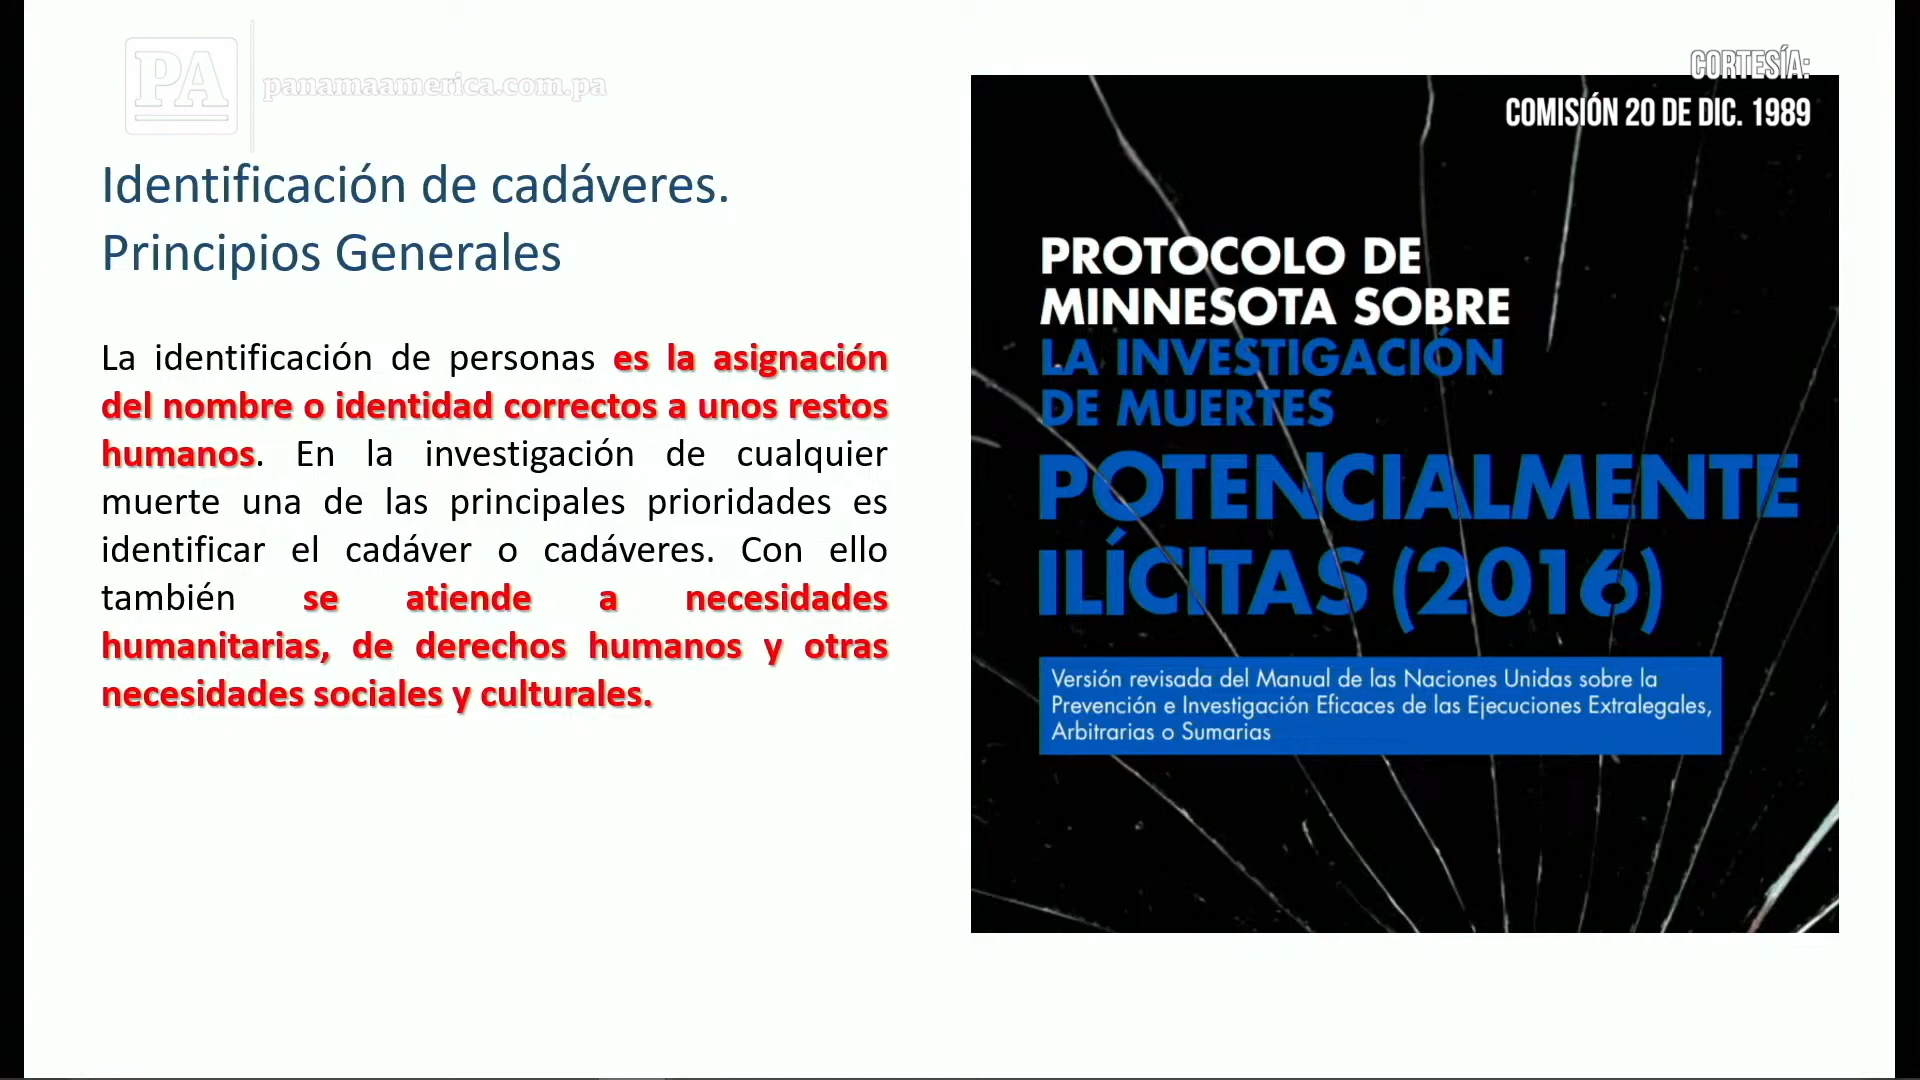 PA
panamaamerica.com.pa
CORTESÍA:
COMISIÓN 20 DE DIC. 1989
Identificación de cadáveres.
Principios Generales
La identificación de personas es la asignación
del nombre o identidad correctos a unos restos
humanos. En la investigación de cualquier
muerte una de las principales prioridades es
identificar el cadáver o cadáveres. Con ello
también se atiende a necesidades
humanitarias, de derechos humanos y otras
necesidades sociales y culturales.
PROTOCOLO DE
MINNESOTA SOBRE
LA INVESTIGACIÓN
DE MUERTES
POTENCIALMENTE
ILÍCITAS (2016)
Versión revisada del Manual de las Naciones Unidas sobre la
Prevención e Investigación Eficaces de las Ejecuciones Extralegales,
Arbitrarias o Sumarias